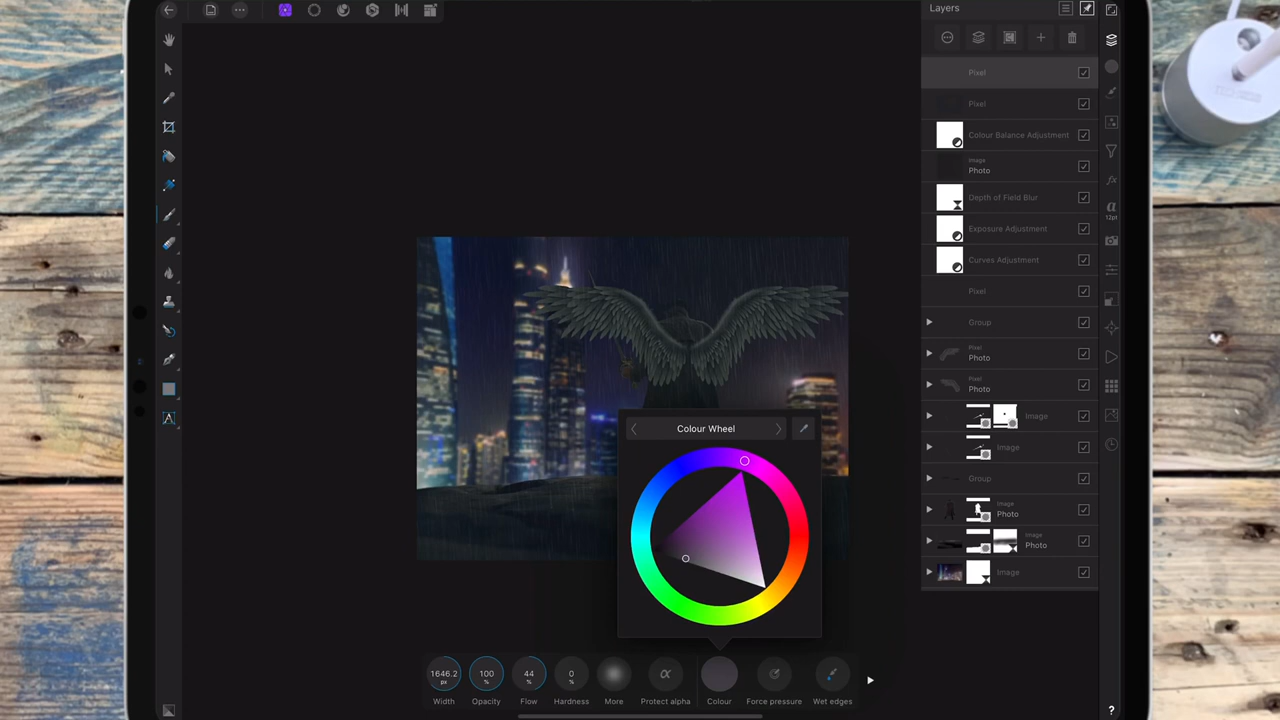 Layers
Pixel
Pixel
Colour Balance Adjustment
Image
Photo
Depth of Field Blur
Exposure Adjustment
Curves Adjustment
Pixel
Group
Pixel
Photo
Pixel
Photo
Image
Image
Group
Image
Photo
Image
Photo
Image
a
12pt
A
Colour Wheel
1646.2
px
100
%
44
%
0
%
α
Width
Opacity
Flow
Hardness
More
Protect alpha
Colour
Force pressure
Wet edges
?